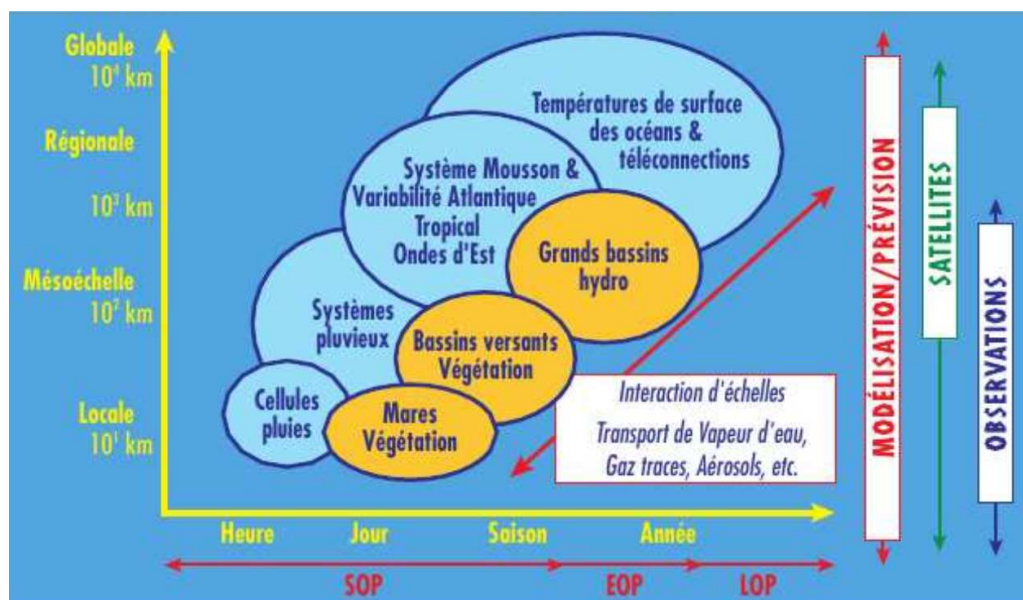 Globale
10⁴ km
Régionale
10³ km
Mésoéchelle
10² km
Locale
10¹ km
Températures de surface
des océans &
téléconnections
Système Mousson &
Variabilité Atlantique
Tropical
Ondes d'Est
Grands bassins
hydro
Systèmes
pluvieux
Bassins versants
Végétation
Cellules
pluies
Mares
Végétation
Interaction d'échelles
Transport de Vapeur d'eau,
Gaz traces, Aérosols, etc.
Heure
Jour
Saison
Année
SOP
EOP
LOP
MODÉLISATION/PRÉVISION
SATELLITES
OBSERVATIONS